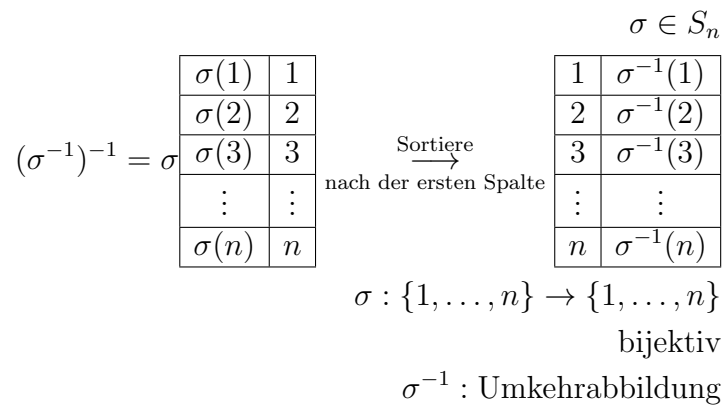 σ ∈ Sₙ
σ(1) 1 1 σ⁻¹(1)
σ(2) 2 2 σ⁻¹(2)
(σ⁻¹)⁻¹ = σ σ(3) 3 Sortiere ⟶ nach der ersten Spalte 3 σ⁻¹(3)
⋮ ⋮ ⋮ ⋮
σ(n) n n σ⁻¹(n)
σ : {1, …, n} → {1, …, n}
bijektiv
σ⁻¹ : Umkehrabbildung